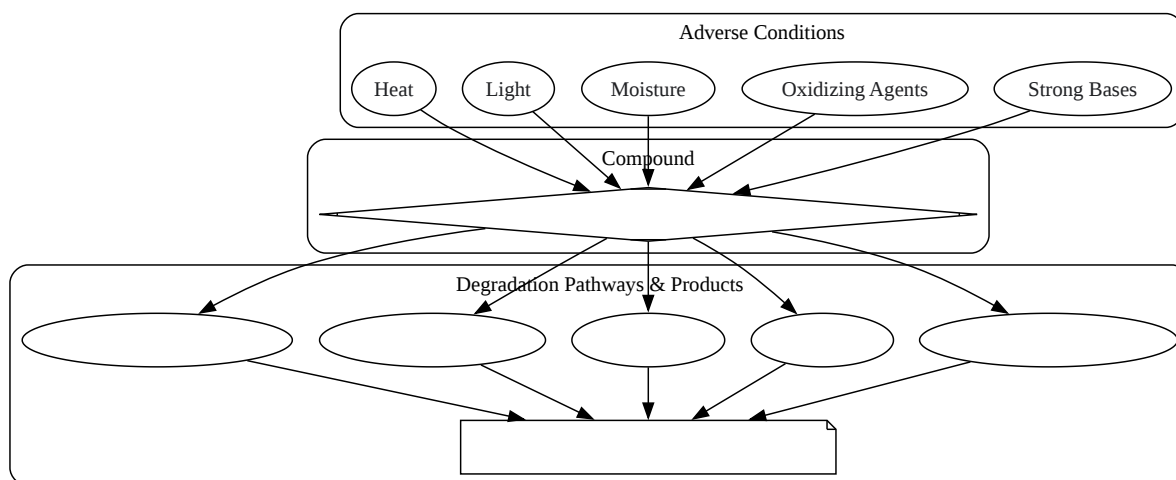 Adverse Conditions
Heat
Light
Moisture
Oxidizing Agents
Strong Bases
Compound
Degradation Pathways & Products